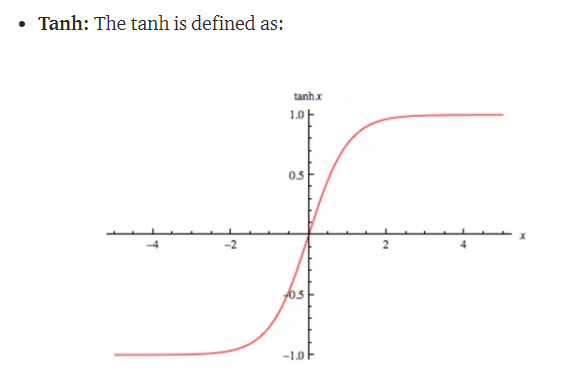 • Tanh: The tanh is defined as:
tanh x
1.0
0.5
-4 -2 2 4 x
-0.5
-1.0